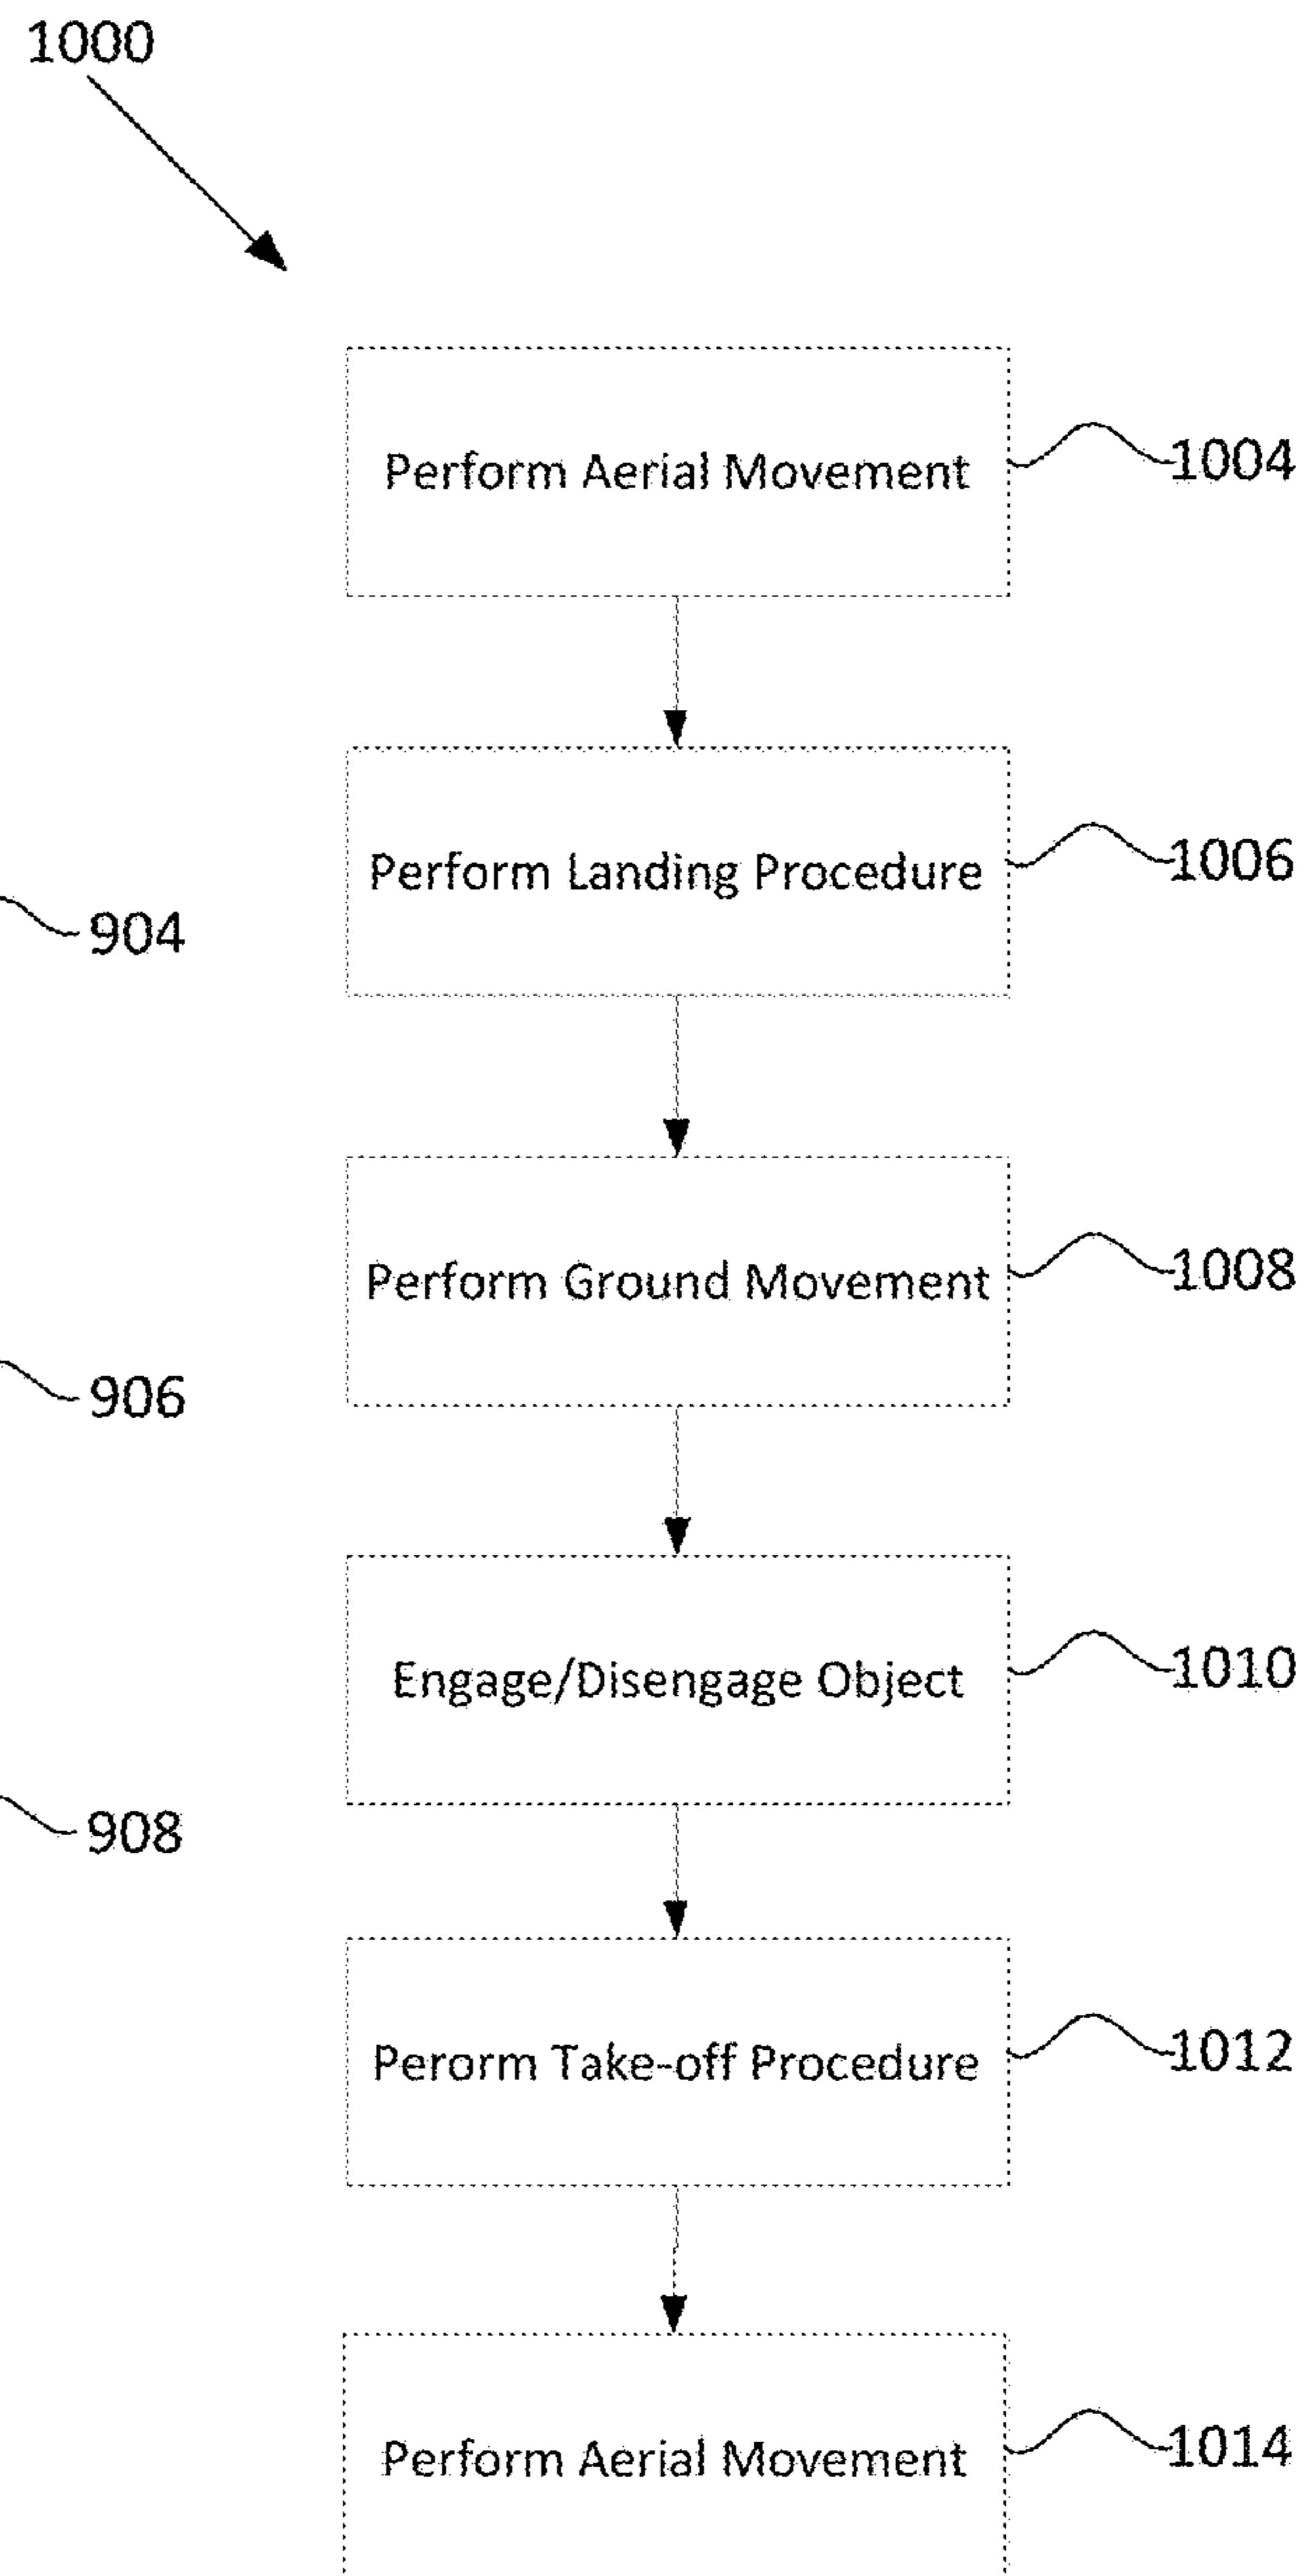 1000
Perform Aerial Movement
1004
Perform Landing Procedure
1006
904
Perform Ground Movement
1008
906
Engage/Disengage Object
1010
908
Perorm Take-off Procedure
1012
Perform Aerial Movement
1014